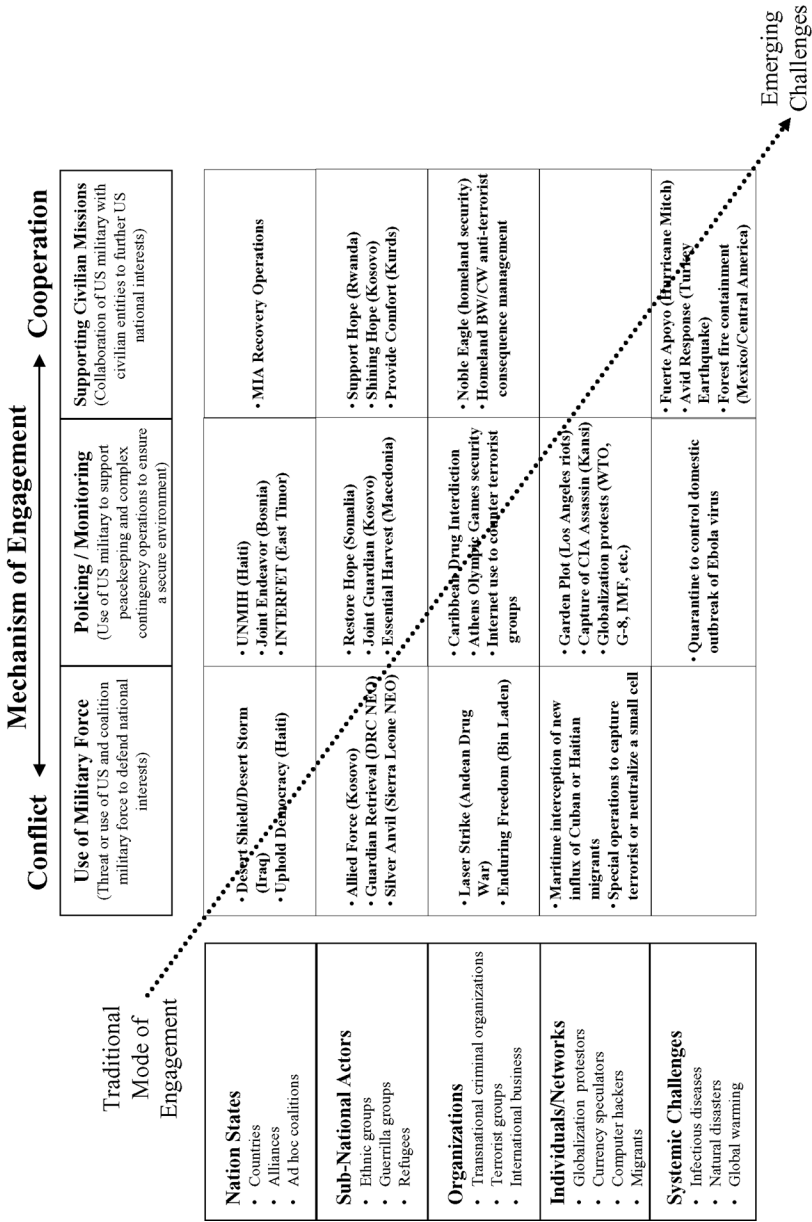 Mechanism of Engagement
Conflict
Cooperation
Use of Military Force
(Threat or use of US and coalition
military force to defend national
interests)
Policing / Monitoring
(Use of US military to support
peacekeeping and complex
contingency operations to ensure
a secure environment)
Supporting Civilian Missions
(Collaboration of US military with
civilian entities to further US
national interests)
Traditional
Mode of
Engagement
Nation States
• Countries
• Alliances
• Ad hoc coalitions
• Desert Shield/Desert Storm
(Iraq)
• Uphold Democracy (Haiti)
• UNMIH (Haiti)
• Joint Endeavor (Bosnia)
• INTERFET (East Timor)
• MIA Recovery Operations
Sub-National Actors
• Ethnic groups
• Guerrilla groups
• Refugees
• Allied Force (Kosovo)
• Guardian Retrieval (DRC NEO)
• Silver Anvil (Sierra Leone NEO)
• Restore Hope (Somalia)
• Joint Guardian (Kosovo)
• Essential Harvest (Macedonia)
• Support Hope (Rwanda)
• Shining Hope (Kosovo)
• Provide Comfort (Kurds)
Organizations
• Transnational criminal organizations
• Terrorist groups
• International business
• Laser Strike (Andean Drug
War)
• Enduring Freedom (Bin Laden)
• Caribbean Drug Interdiction
• Athens Olympic Games security
• Internet use to counter terrorist
groups
• Noble Eagle (homeland security)
• Homeland BW/CW anti-terrorist
consequence management
Individuals/Networks
• Globalization protestors
• Currency speculators
• Computer hackers
• Migrants
• Maritime interception of new
influx of Cuban or Haitian
migrants
• Special operations to capture
terrorist or neutralize a small cell
• Garden Plot (Los Angeles riots)
• Capture of CIA Assassin (Kansi)
• Globalization protests (WTO,
G-8, IMF, etc.)
Systemic Challenges
• Infectious diseases
• Natural disasters
• Global warming
• Quarantine to control domestic
outbreak of Ebola virus
• Fuerte Apoyo (Hurricane Mitch)
• Avid Response (Turkey
Earthquake)
• Forest fire containment
(Mexico/Central America)
Emerging
Challenges